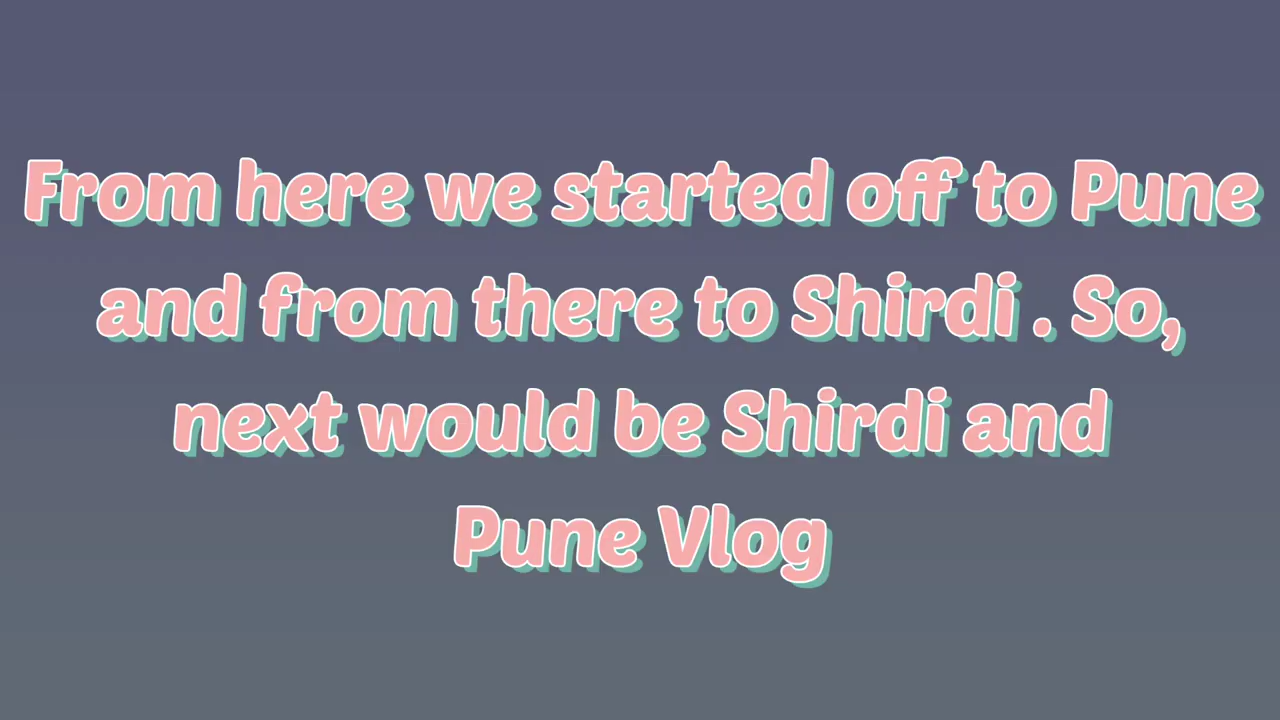 From here we started off to Pune
and from there to Shirdi . So,
next would be Shirdi and
Pune Vlog